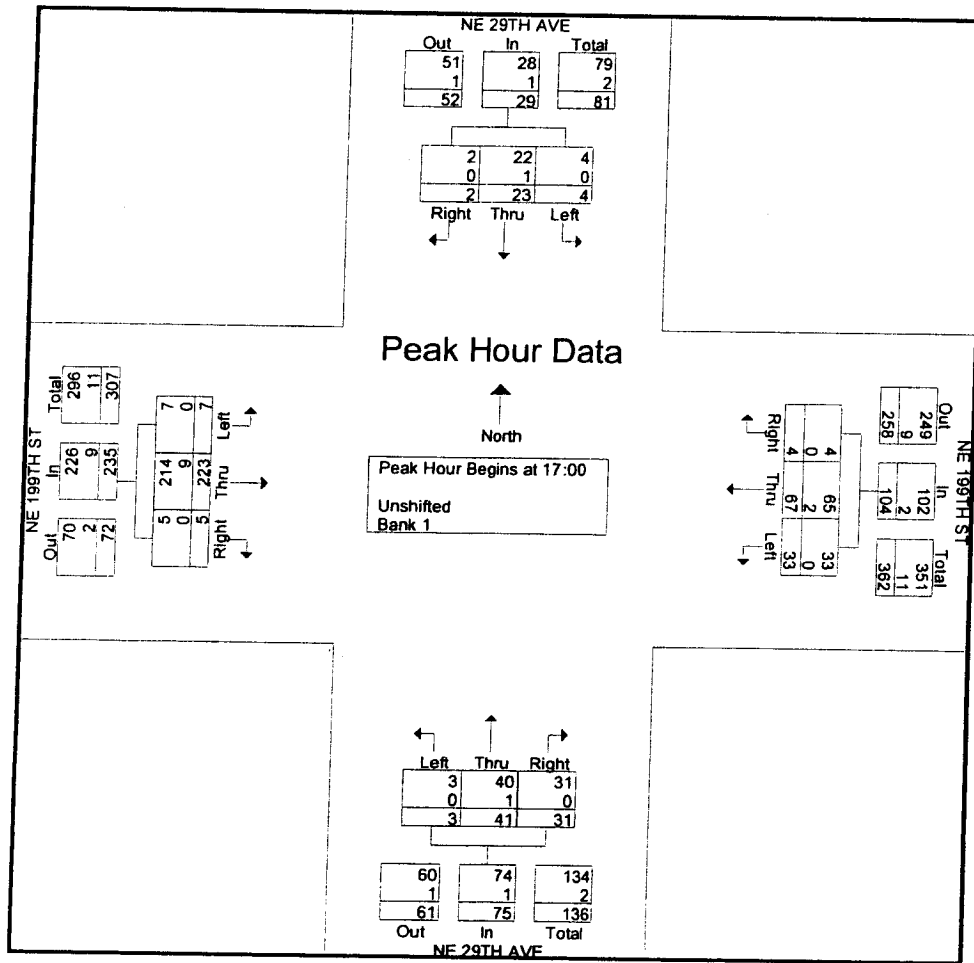 NE 29TH AVE
Out In Total
51 28 79
1 1 2
52 29 81
2 22 4
0 1 0
2 23 4
Right Thru Left
Peak Hour Data
North
Peak Hour Begins at 17:00
Unshifted
Bank 1
NE 199TH ST
Total In Out
296 226 70
11 9 2
307 235 72
7 214 5
0 9 0
7 223 5
Left Thru Right
Right Thru Left
4 65 33
0 2 0
4 67 33
NE 199TH ST
Out In Total
249 102 351
9 2 11
258 104 362
Left Thru Right
3 40 31
0 1 0
3 41 31
60 74 134
1 1 2
61 75 136
Out In Total
NE 29TH AVE